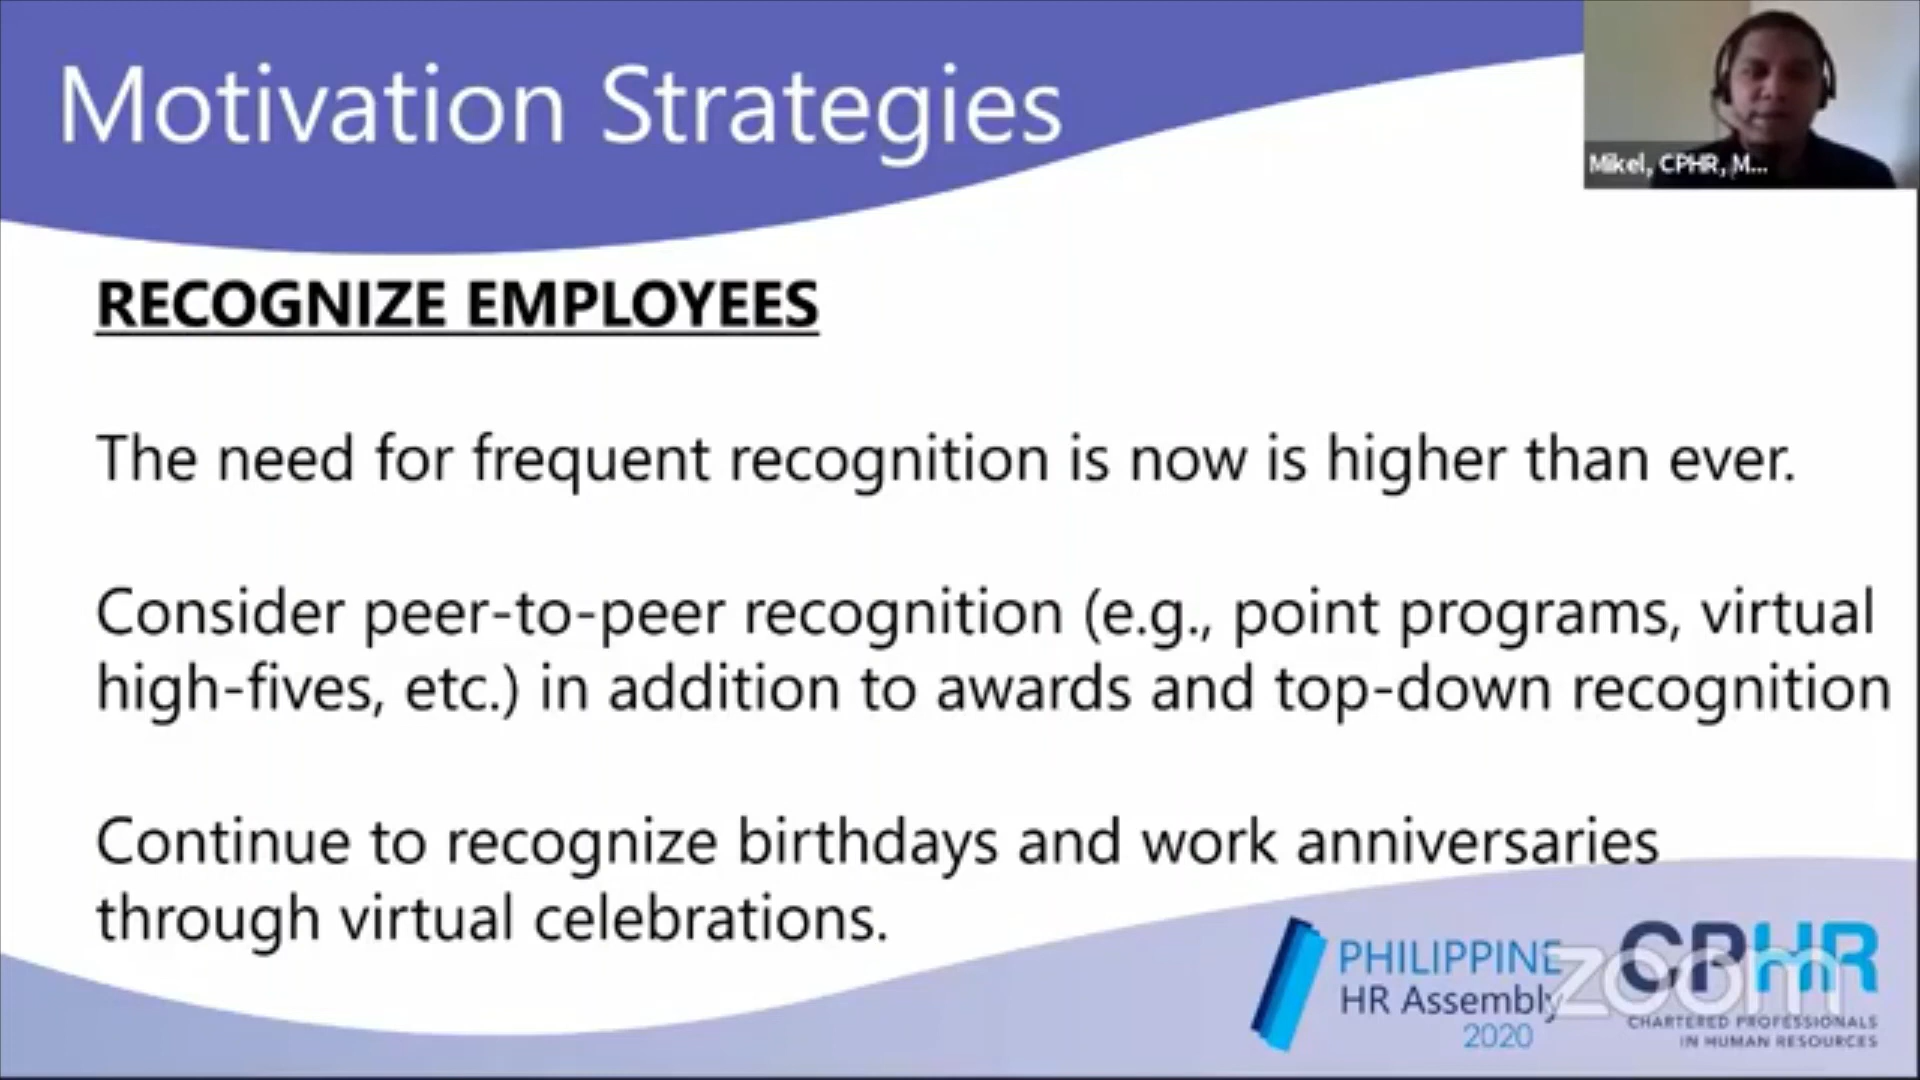 Motivation Strategies
Mikel, CPHR, M...
RECOGNIZE EMPLOYEES
The need for frequent recognition is now is higher than ever.
Consider peer-to-peer recognition (e.g., point programs, virtual
high-fives, etc.) in addition to awards and top-down recognition
Continue to recognize birthdays and work anniversaries
through virtual celebrations.
PHILIPPINE
HR Assembly
2020
zoom
CPHR
CHARTERED PROFESSIONALS
IN HUMAN RESOURCES